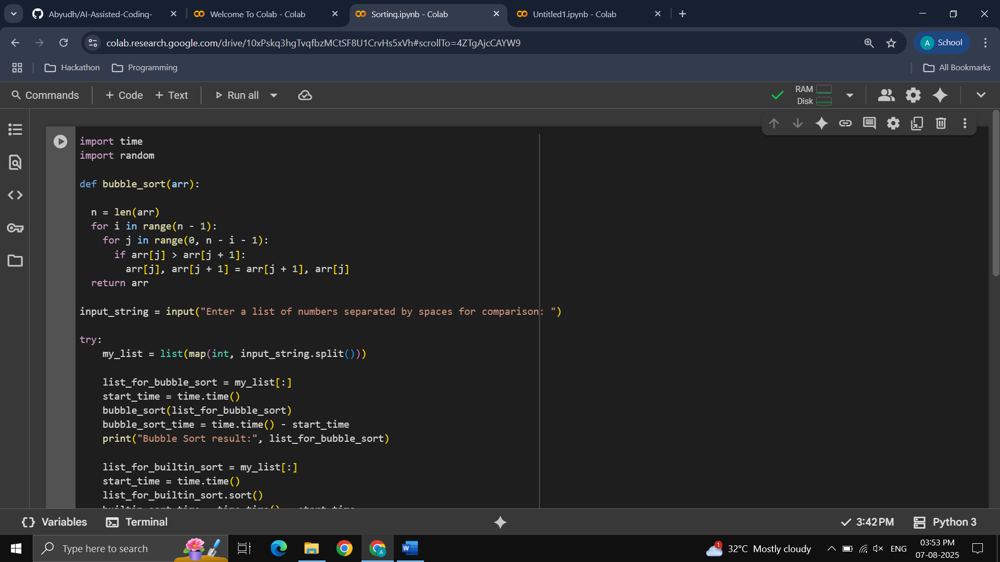 Abyudh/AI-Assisted-Coding-
Welcome To Colab - Colab
Sorting.ipynb - Colab
Untitled1.ipynb - Colab
colab.research.google.com/drive/10xPskq3hgTvqfbzMCtSF8U1CrvHs5xVh#scrollTo=4ZTgAjcCAYW9
A School
Hackathon
Programming
All Bookmarks
Commands
+ Code
+ Text
Run all
RAM
Disk
import time
import random
def bubble_sort(arr):
n = len(arr)
for i in range(n - 1):
for j in range(0, n - i - 1):
if arr[j] > arr[j + 1]:
arr[j], arr[j + 1] = arr[j + 1], arr[j]
return arr
input_string = input("Enter a list of numbers separated by spaces for comparison: ")
try:
my_list = list(map(int, input_string.split()))
list_for_bubble_sort = my_list[:]
start_time = time.time()
bubble_sort(list_for_bubble_sort)
bubble_sort_time = time.time() - start_time
print("Bubble Sort result:", list_for_bubble_sort)
list_for_builtin_sort = my_list[:]
start_time = time.time()
list_for_builtin_sort.sort()
builtin_sort_time = time.time() - start_time
{} Variables
Terminal
3:42 PM
Python 3
Type here to search
1
32°C Mostly cloudy
ENG
03:53 PM
07-08-2025